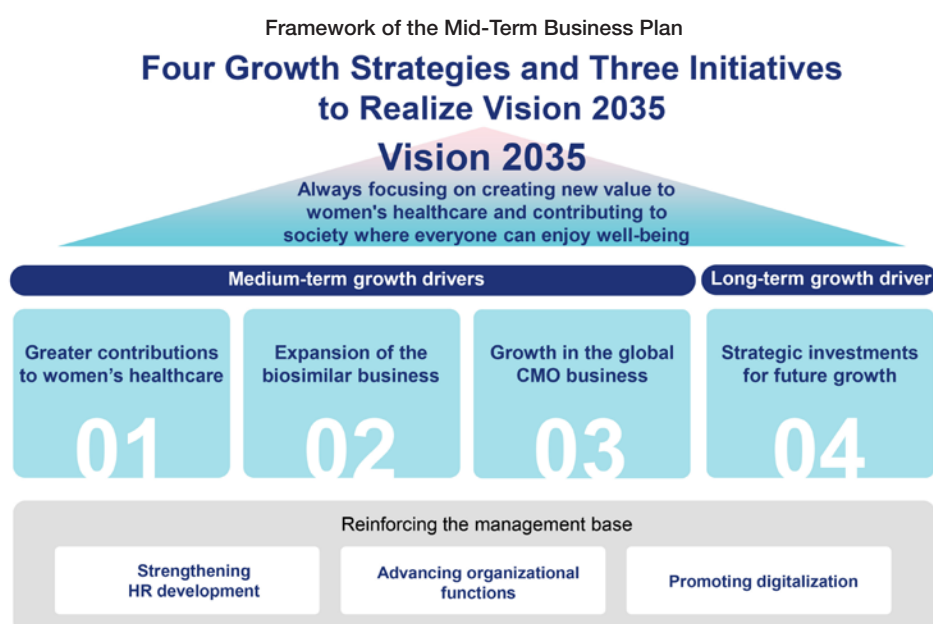 Framework of the Mid-Term Business Plan
Four Growth Strategies and Three Initiatives
to Realize Vision 2035
Vision 2035
Always focusing on creating new value to
women's healthcare and contributing to
society where everyone can enjoy well-being
Medium-term growth drivers
Long-term growth driver
Greater contributions
to women’s healthcare
01
Expansion of the
biosimilar business
02
Growth in the global
CMO business
03
Strategic investments
for future growth
04
Reinforcing the management base
Strengthening
HR development
Advancing organizational
functions
Promoting digitalization